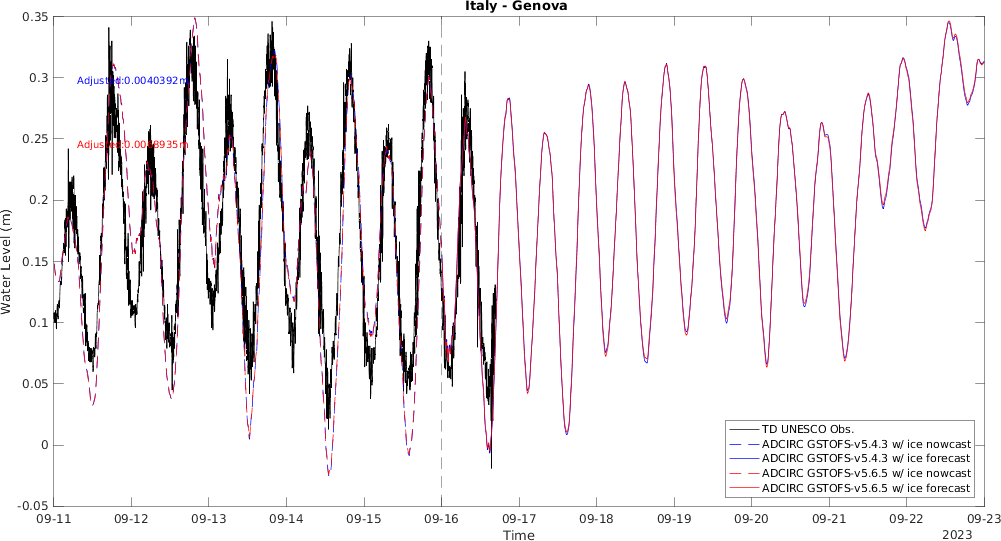 Italy - Genova
0.35
0.3
0.25
0.2
0.15
0.1
0.05
0
-0.05
Water Level (m)
Adjusted:0.0040392m
TD UNESCO Obs.
ADCIRC GSTOFS-v5.4.3 w/ ice nowcast
ADCIRC GSTOFS-v5.4.3 w/ ice forecast
ADCIRC GSTOFS-v5.6.5 w/ ice nowcast
ADCIRC GSTOFS-v5.6.5 w/ ice forecast
09-11 09-12 09-13 09-14 09-15 09-16 09-17 09-18 09-19 09-20 09-21 09-22 09-23
Time
2023